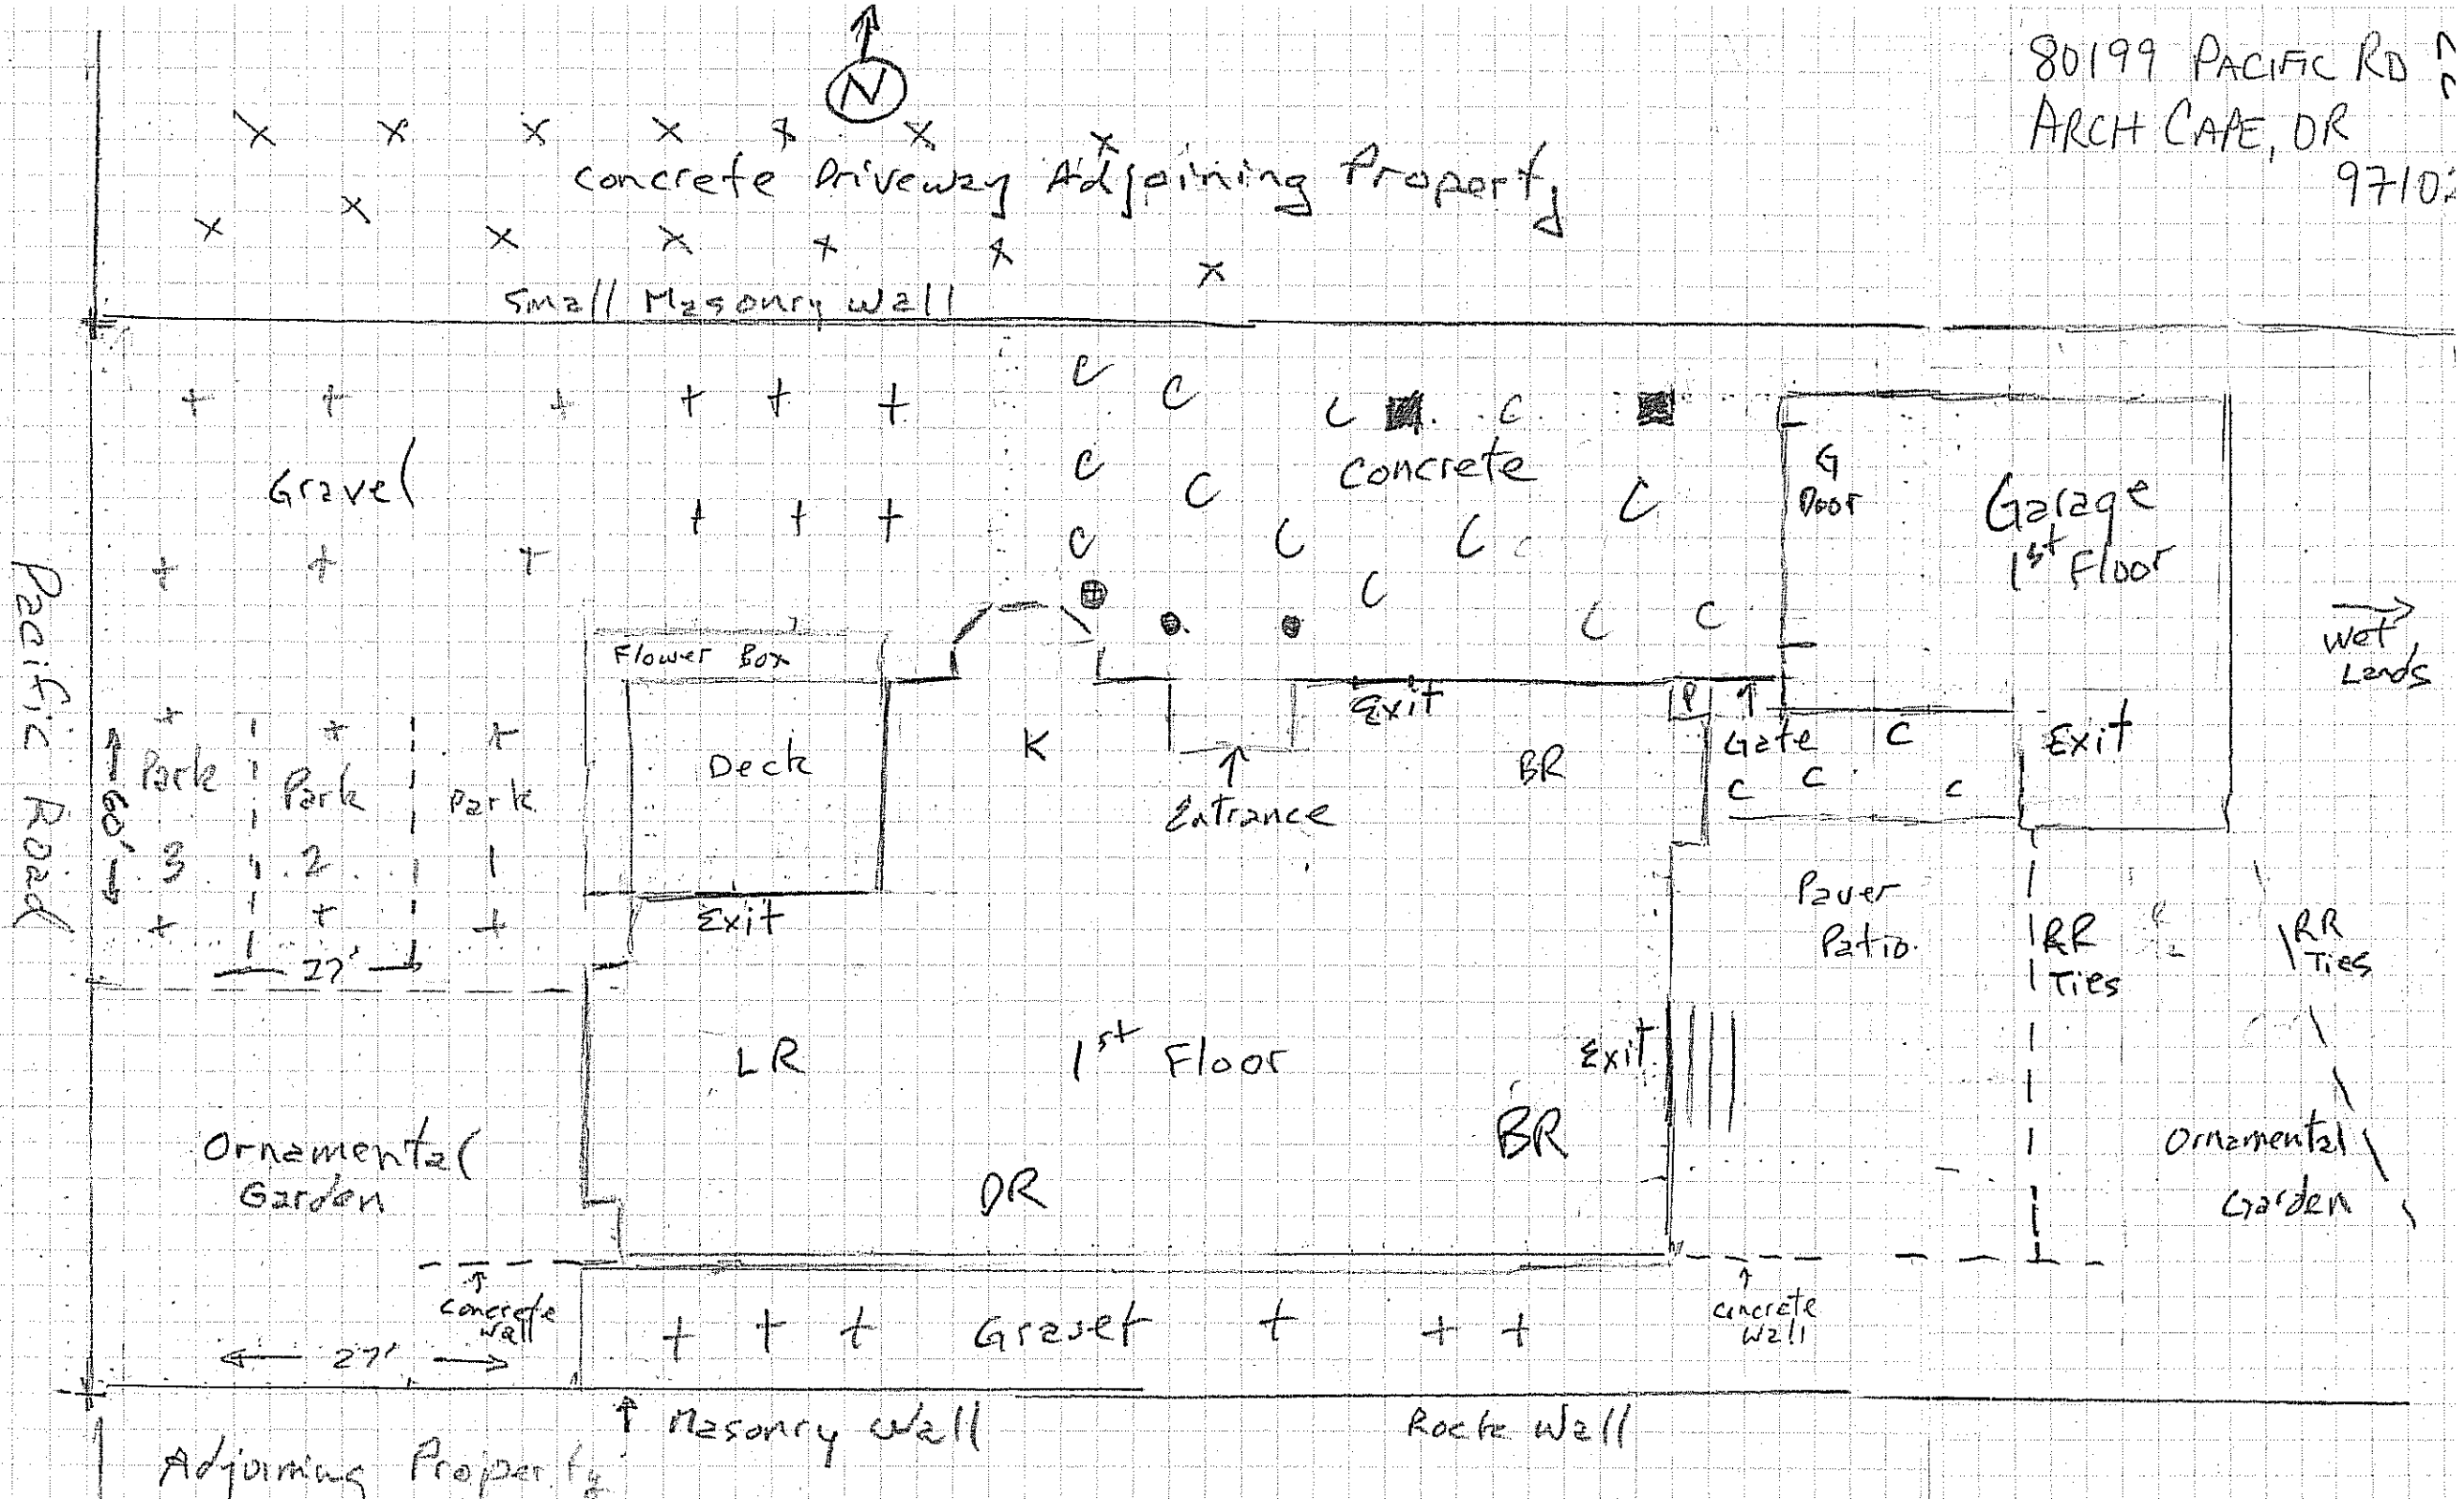 N
80199 PACIFIC RD
ARCH CAPE, OR
9710
x x x x x x x
Concrete Driveway Adjoining Property
x x x x x x x
Small Masonry Wall
+ + + + + + C C C C
Gravel
C C Concrete C
G
Door
Garage
1st Floor
+ + + + + + C C C C
C C C
Wet
Lands
Pacific Road
Flower Box
Deck
K
Entrance
Exit
BR
P
Gate
C
C C C
Exit
+ + +
60'
Park
3
Park
2
Park
1
+ + +
27'
Exit
Paver
Patio
RR
Ties
RR
Ties
LR
1st Floor
Exit
BR
DR
Ornamental
Garden
Ornamental
Garden
Concrete
Wall
27'
+ + + Gravel + + +
Concrete
Wall
Masonry Wall
Rock Wall
Adjoining Property